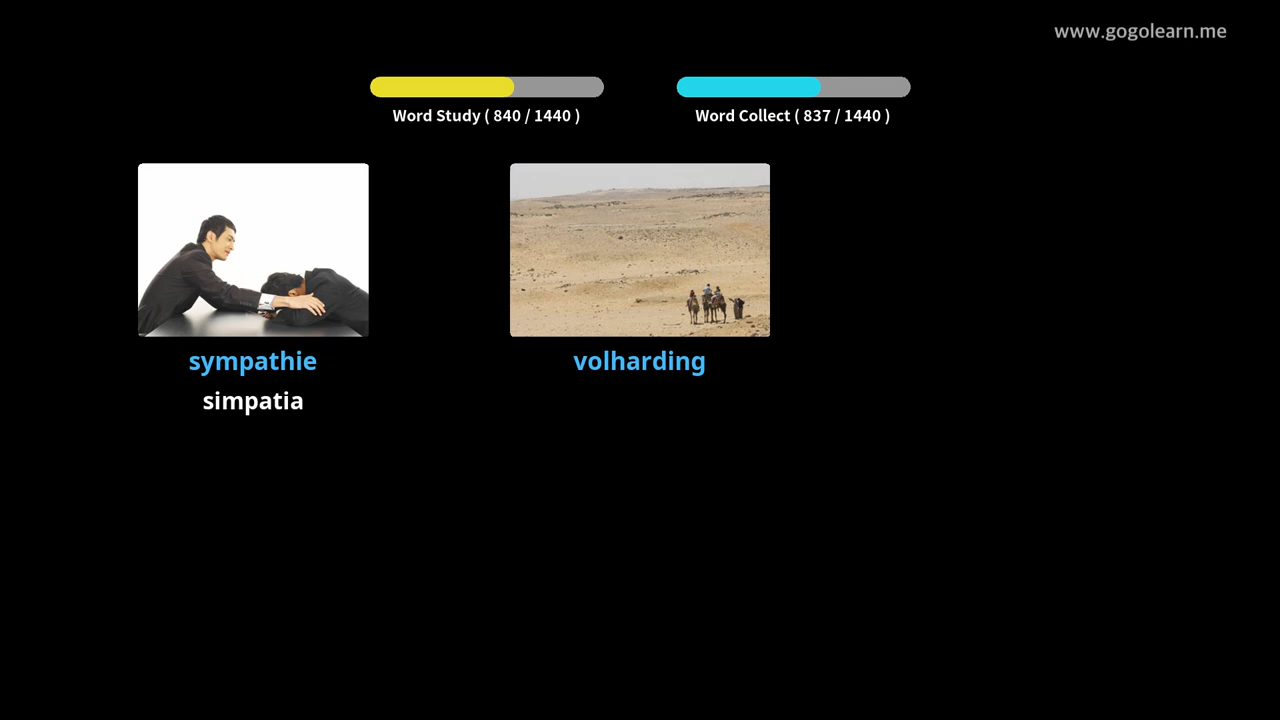 www.gogolearn.me
Word Study ( 840 / 1440 )
Word Collect ( 837 / 1440 )
sympathie
simpatia
volharding